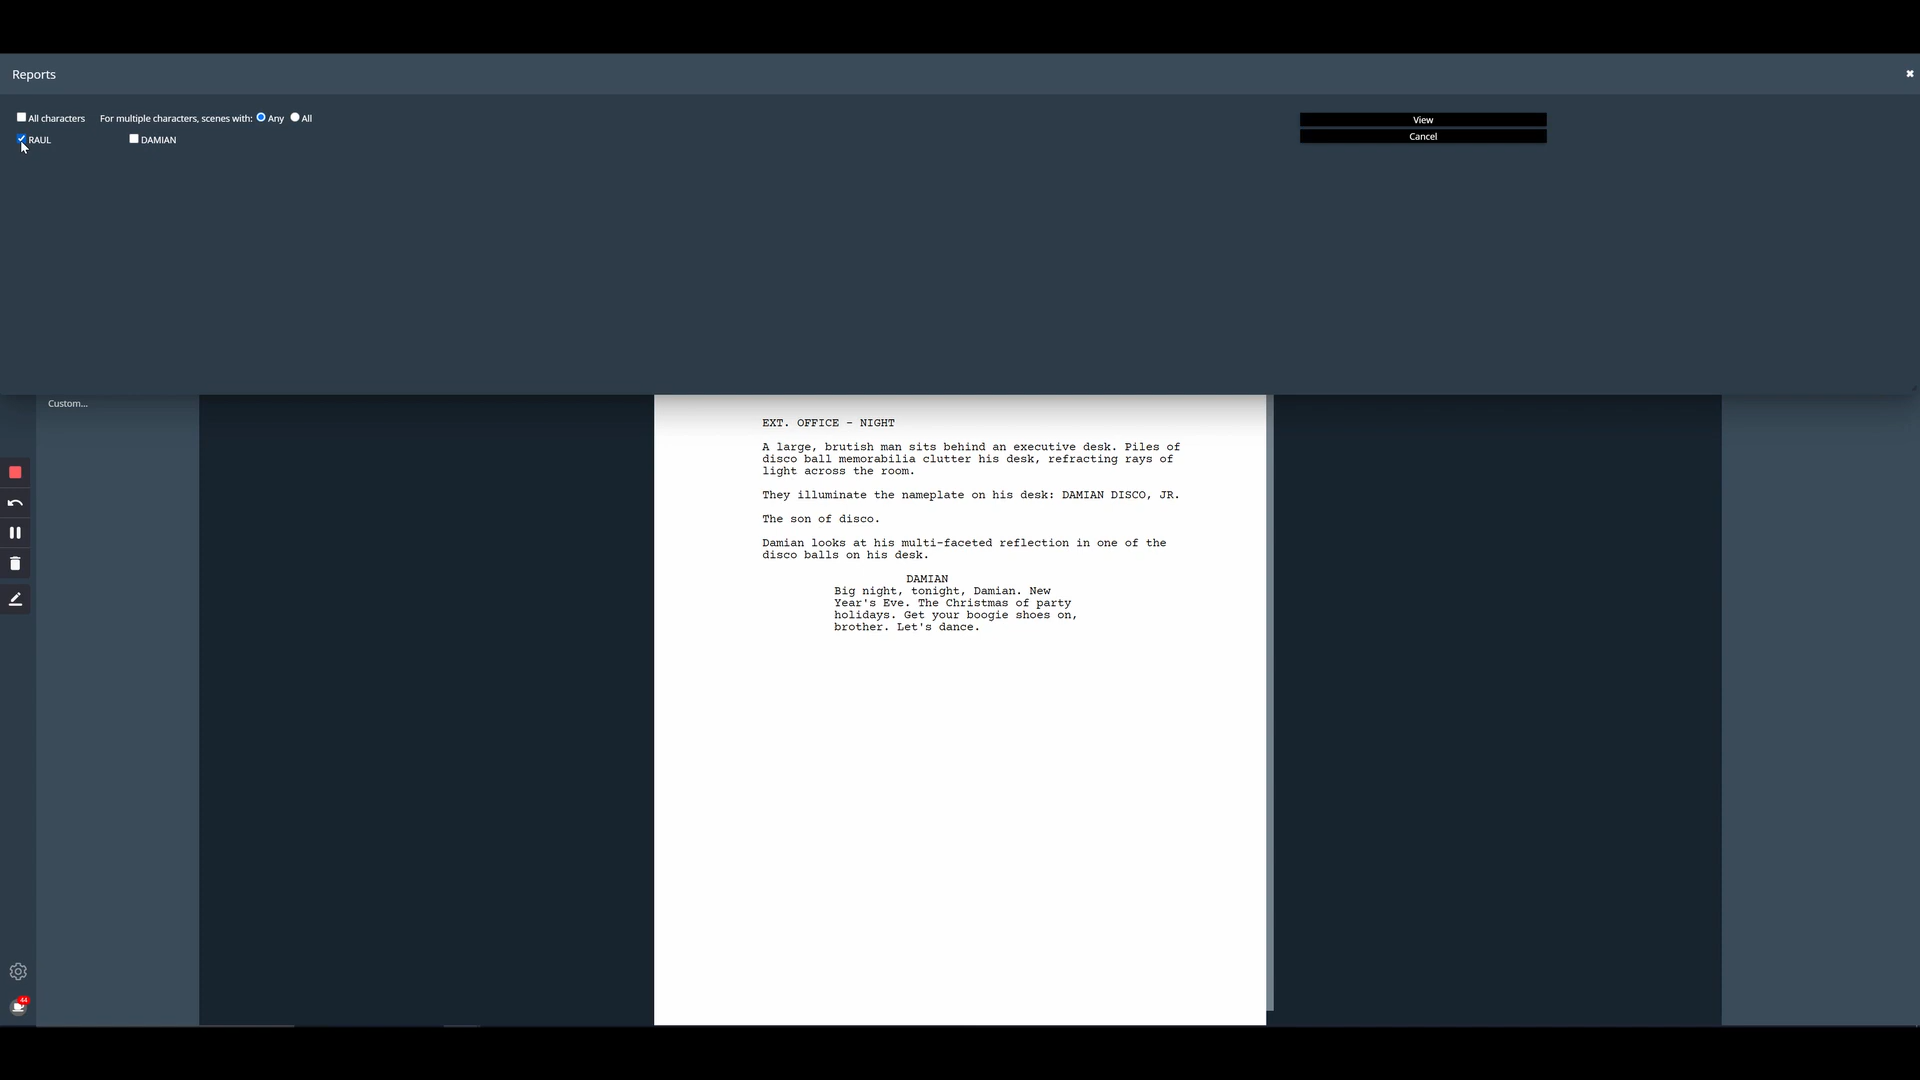 Reports
All characters For multiple characters, scenes with: Any All
RAUL DAMIAN
View
Cancel
Custom...
EXT. OFFICE - NIGHT
A large, brutish man sits behind an executive desk. Piles of
disco ball memorabilia clutter his desk, refracting rays of
light across the room.
They illuminate the nameplate on his desk: DAMIAN DISCO, JR.
The son of disco.
Damian looks at his multi-faceted reflection in one of the
disco balls on his desk.
DAMIAN
Big night, tonight, Damian. New
Year's Eve. The Christmas of party
holidays. Get your boogie shoes on,
brother. Let's dance.
44